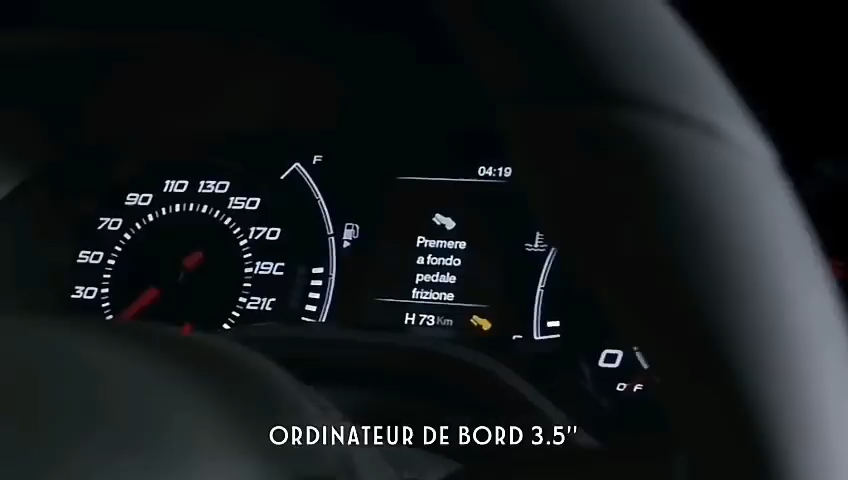 F
04:19
110 130
90 150
70 170
50 190
30 210
Premere
a fondo
pedale
frizione
H 73 Km
C
0
ORDINATEUR DE BORD 3.5"